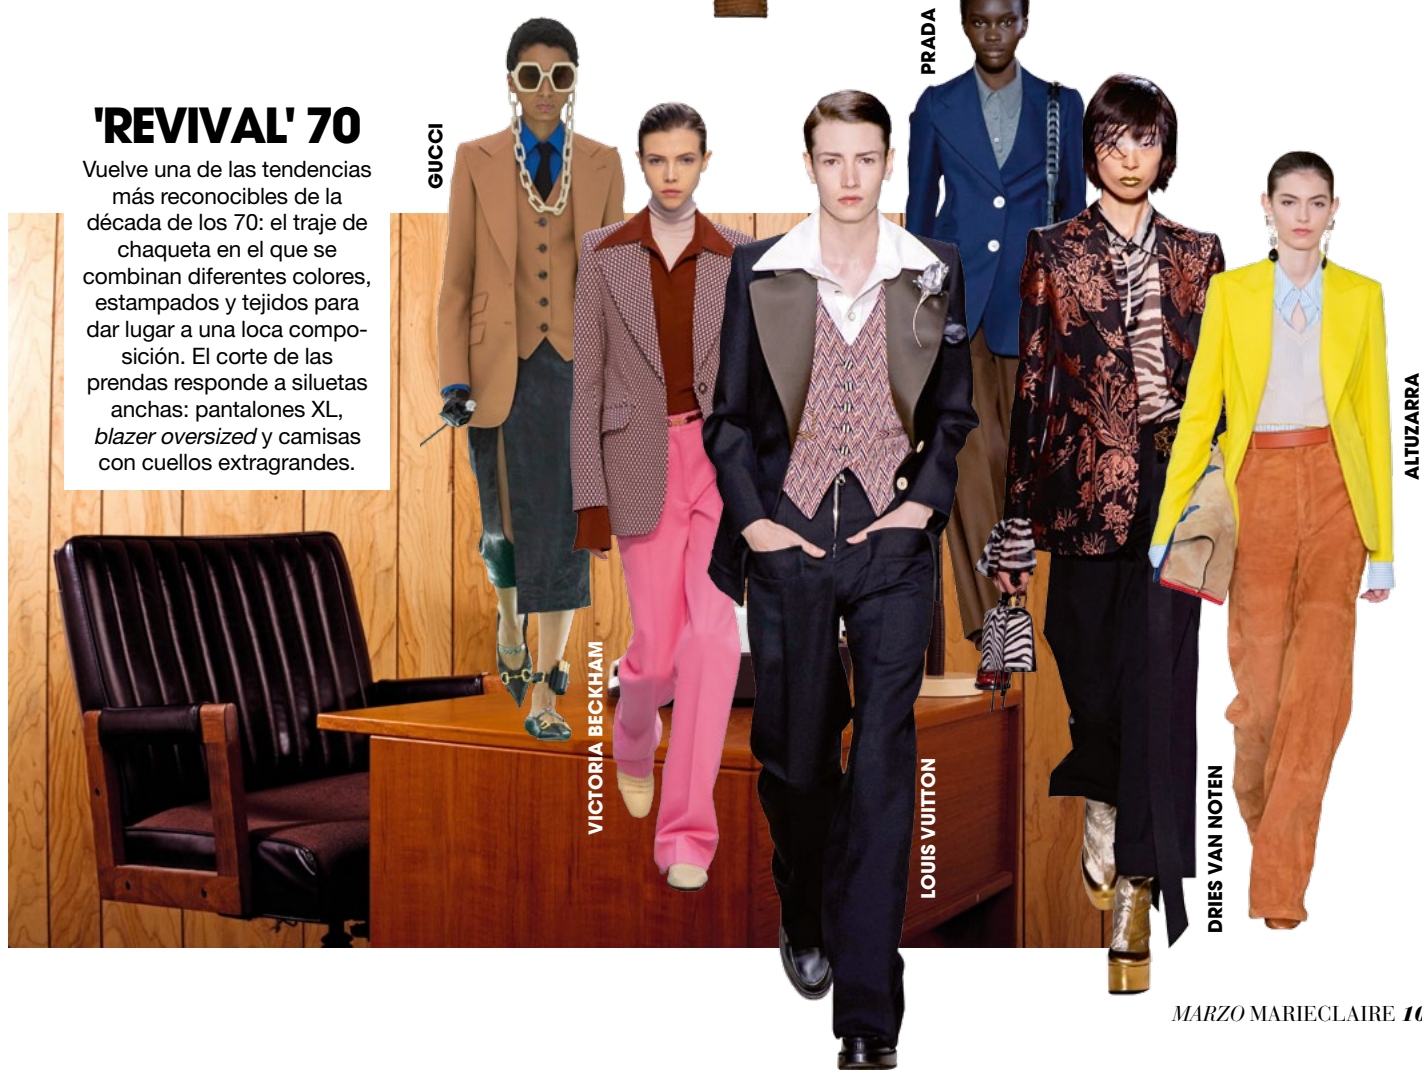 'REVIVAL' 70
Vuelve una de las tendencias
más reconocibles de la
década de los 70: el traje de
chaqueta en el que se
combinan diferentes colores,
estampados y tejidos para
dar lugar a una loca compo-
sición. El corte de las
prendas responde a siluetas
anchas: pantalones XL,
blazer oversized y camisas
con cuellos extragrandes.
GUCCI
VICTORIA BECKHAM
LOUIS VUITTON
PRADA
DRIES VAN NOTEN
ALTUZARRA
MARZO MARIECLAIRE